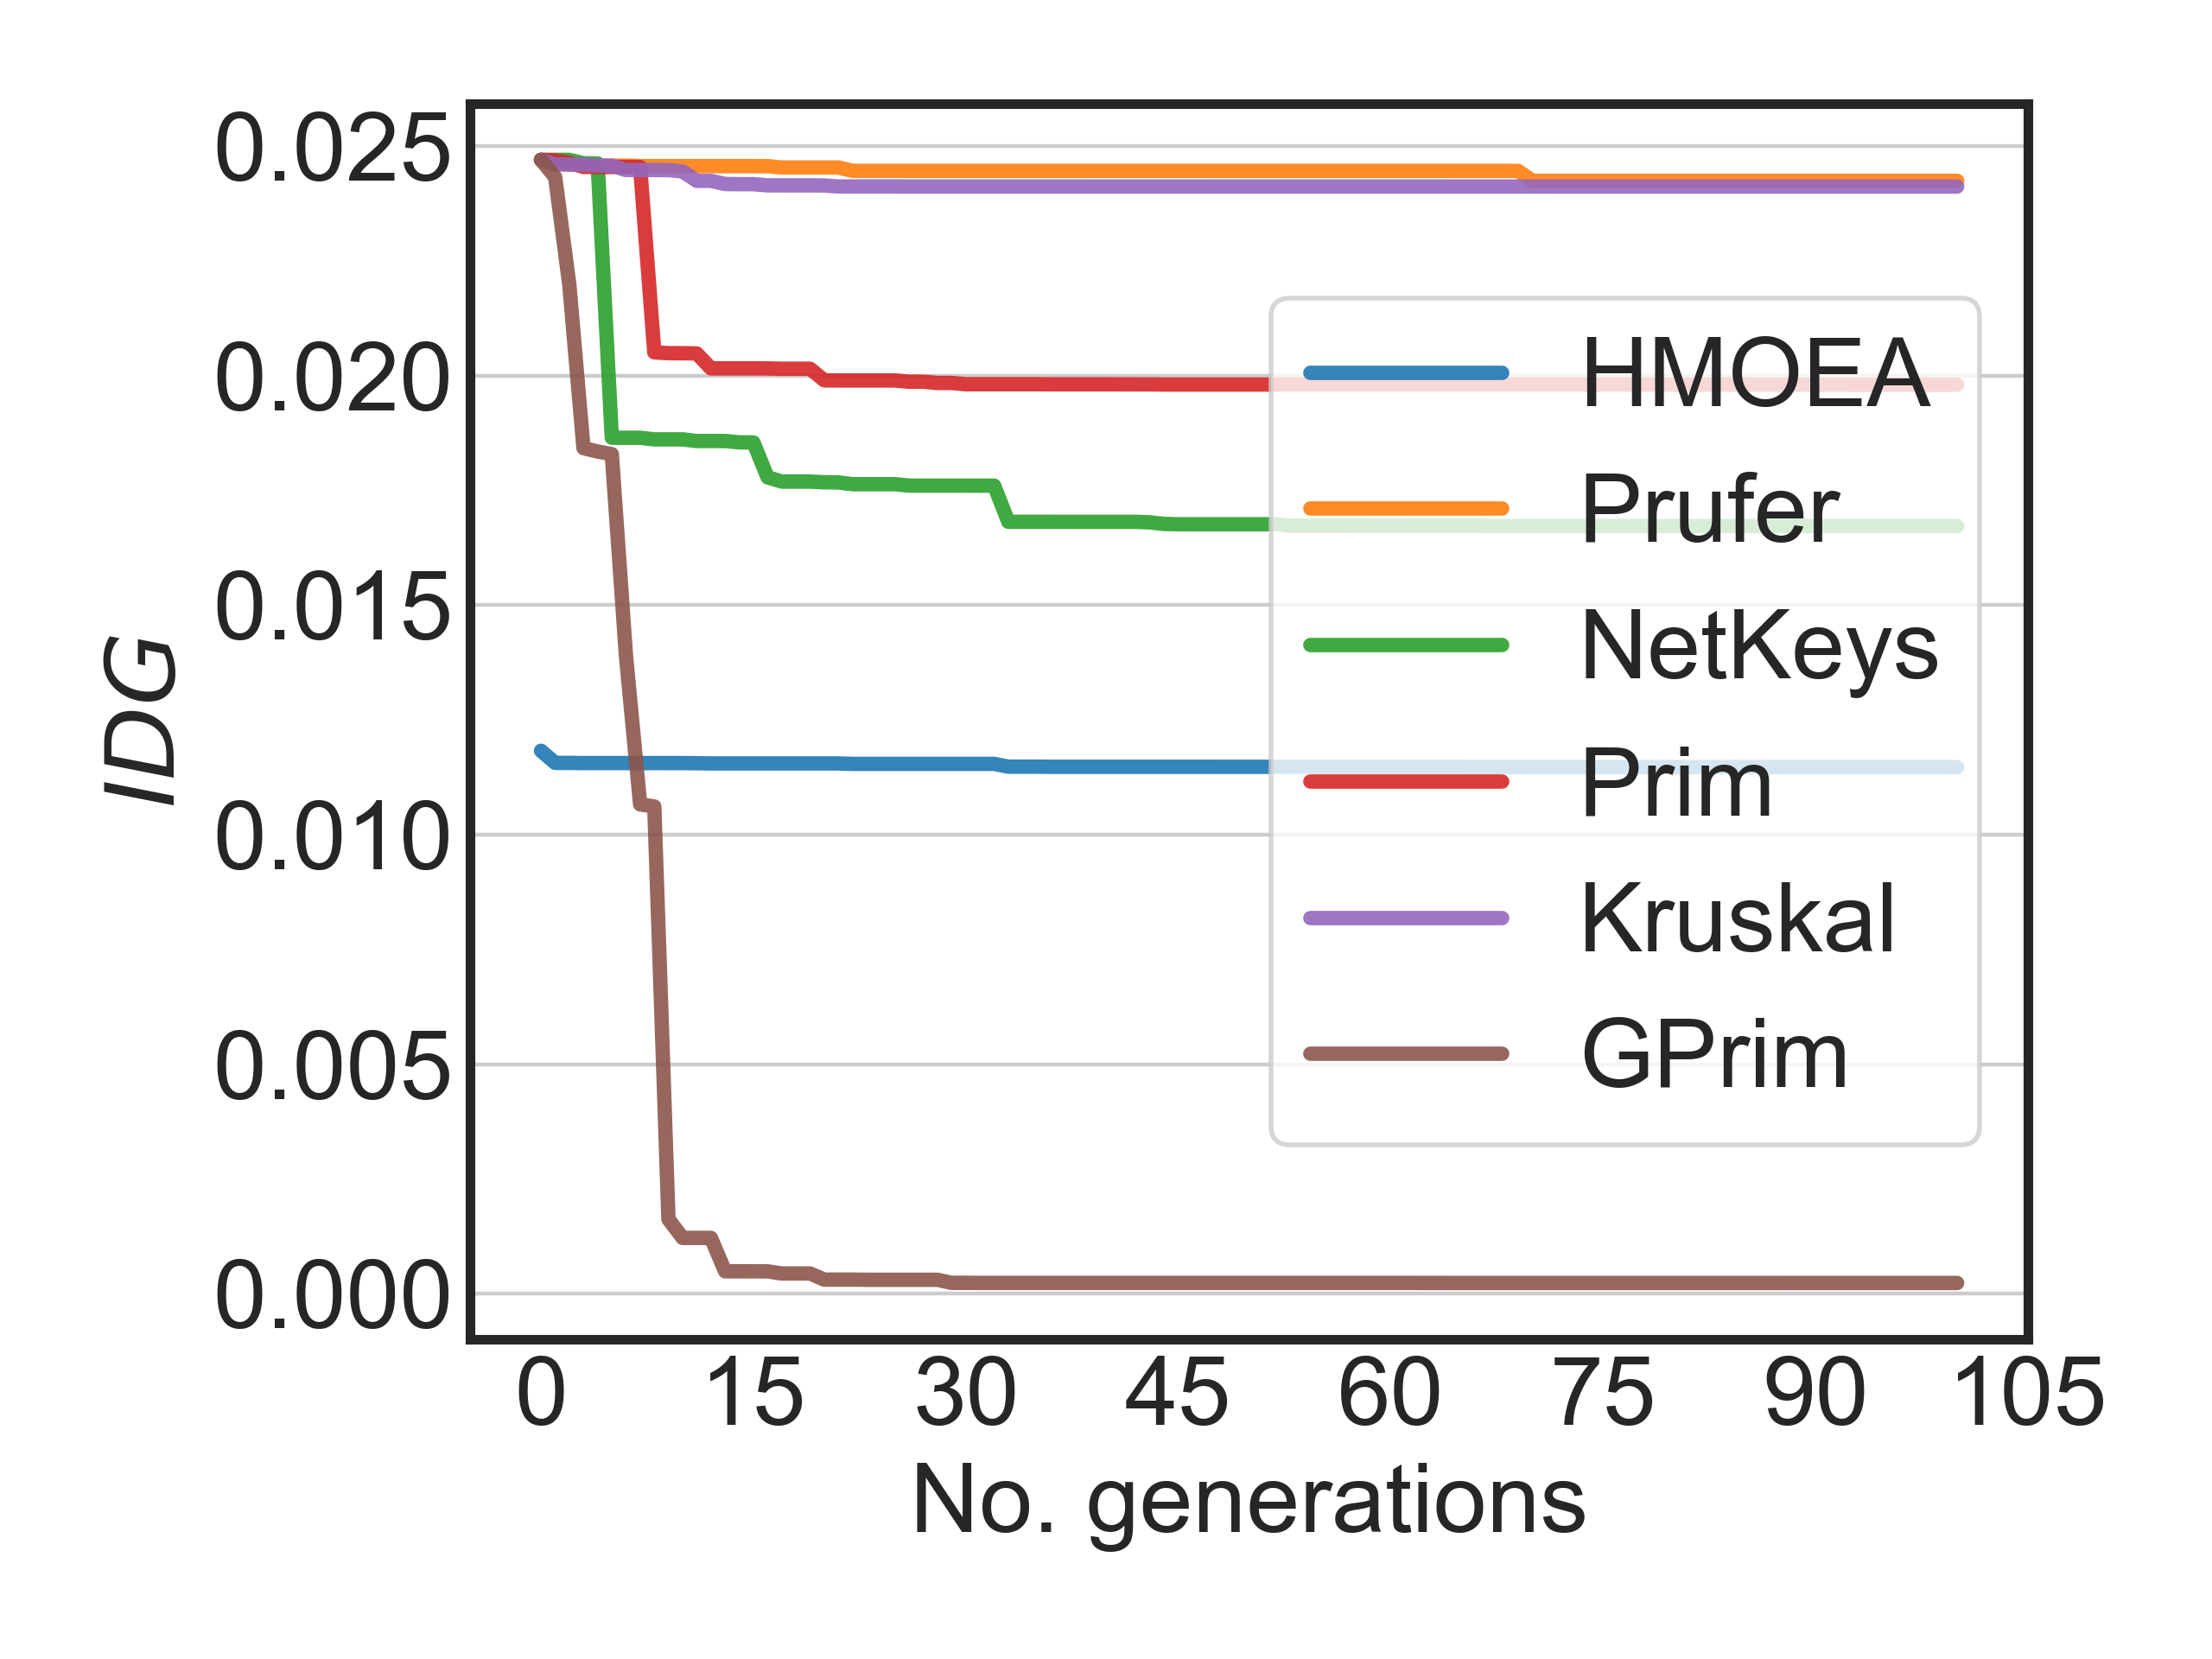 0.025
0.020
0.015
0.010
0.005
0.000
IDG
HMOEA
Prufer
NetKeys
Prim
Kruskal
GPrim
0 15 30 45 60 75 90 105
No. generations